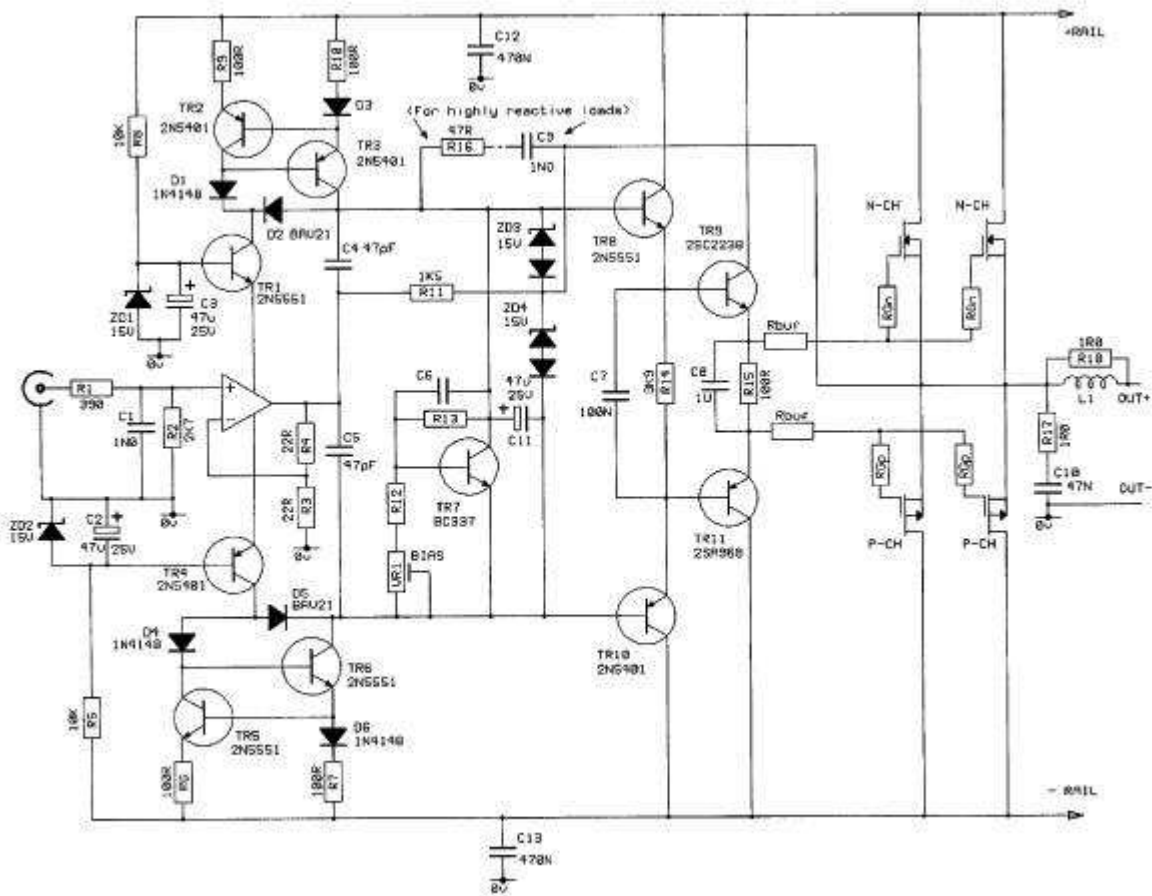 +RAIL
C12
470N
0v
R9
100R
R10
100R
D3
TR2
2N5401
(For highly reactive loads)
47R
R16
C9
1N0
10K
R8
TR3
2N5401
D1
1N4148
D2 BAV21
C4 47pF
TR8
2N5551
ZD3
15V
TR9
2SC2238
N-CH
N-CH
TR1
2N5551
1K5
R11
ZD1
15V
C3
47u
25V
0v
ZD4
15V
RGn
RGn
Rbuf
1R0
R18
L1
OUT+
R1
390
C1
1N0
R2
2K7
0v
+
-
22R
R4
22R
R3
0v
C5
47pF
C6
R13
47u
25V
C11
C7
100N
3K9
R14
C8
1U
R15
100R
Rbuf
RGp
RGp
R17
1R0
C10
47N
0v
OUT-
ZD2
15V
C2
47u
25V
R12
TR7
BC337
VR1
BIAS
TR11
2SA968
P-CH
P-CH
TR4
2N5401
D5
BAV21
D4
1N4148
TR6
2N5551
TR10
2N5401
10K
R5
TR5
2N5551
D6
1N4148
100R
R6
100R
R7
- RAIL
C13
470N
0v